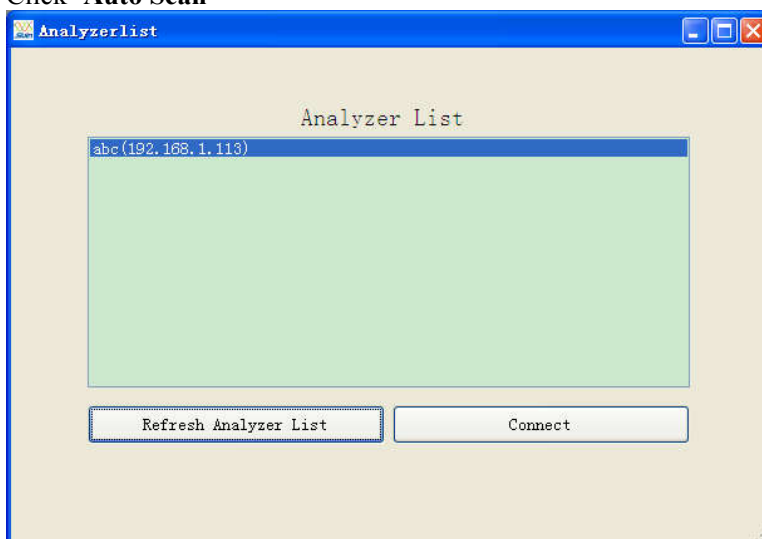 Click "Auto Scan"
Analyzerlist
Analyzer List
abc(192.168.1.113)
Refresh Analyzer List
Connect